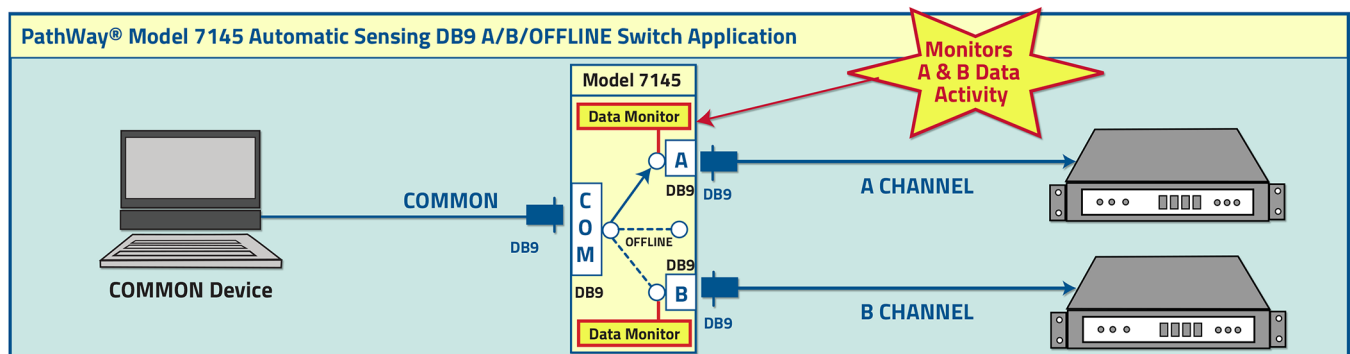 PathWay® Model 7145 Automatic Sensing DB9 A/B/OFFLINE Switch Application
Monitors
A & B Data
Activity
Model 7145
Data Monitor
A
DB9
DB9
A CHANNEL
COMMON
DB9
C
O
M
DB9
OFFLINE
DB9
B
DB9
B CHANNEL
Data Monitor
COMMON Device